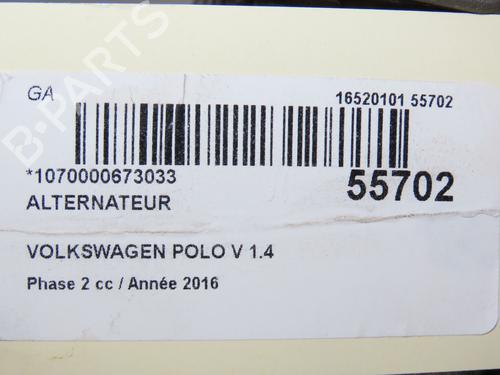 GA
16520101 55702
*1070000673033
55702
ALTERNATEUR
VOLKSWAGEN POLO V 1.4
Phase 2 cc / Année 2016
B-PARTS